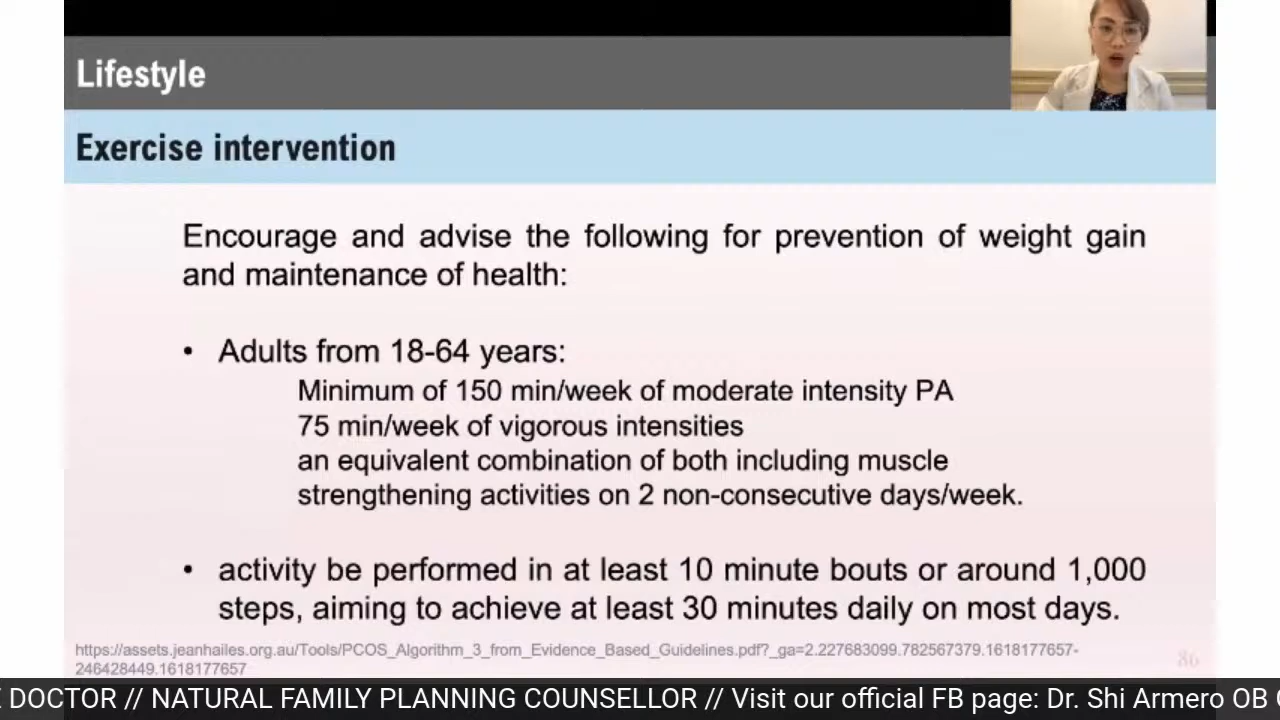 Lifestyle
Exercise intervention
Encourage and advise the following for prevention of weight gain
and maintenance of health:
• Adults from 18-64 years:
Minimum of 150 min/week of moderate intensity PA
75 min/week of vigorous intensities
an equivalent combination of both including muscle
strengthening activities on 2 non-consecutive days/week.
• activity be performed in at least 10 minute bouts or around 1,000
steps, aiming to achieve at least 30 minutes daily on most days.
https://assets.jeanhailes.org.au/Tools/PCOS_Algorithm_3_from_Evidence_Based_Guidelines.pdf?_ga=2.227683099.782567379.1618177657-
246428449.1618177657
86
DOCTOR // NATURAL FAMILY PLANNING COUNSELLOR // Visit our official FB page: Dr. Shi Armero OB